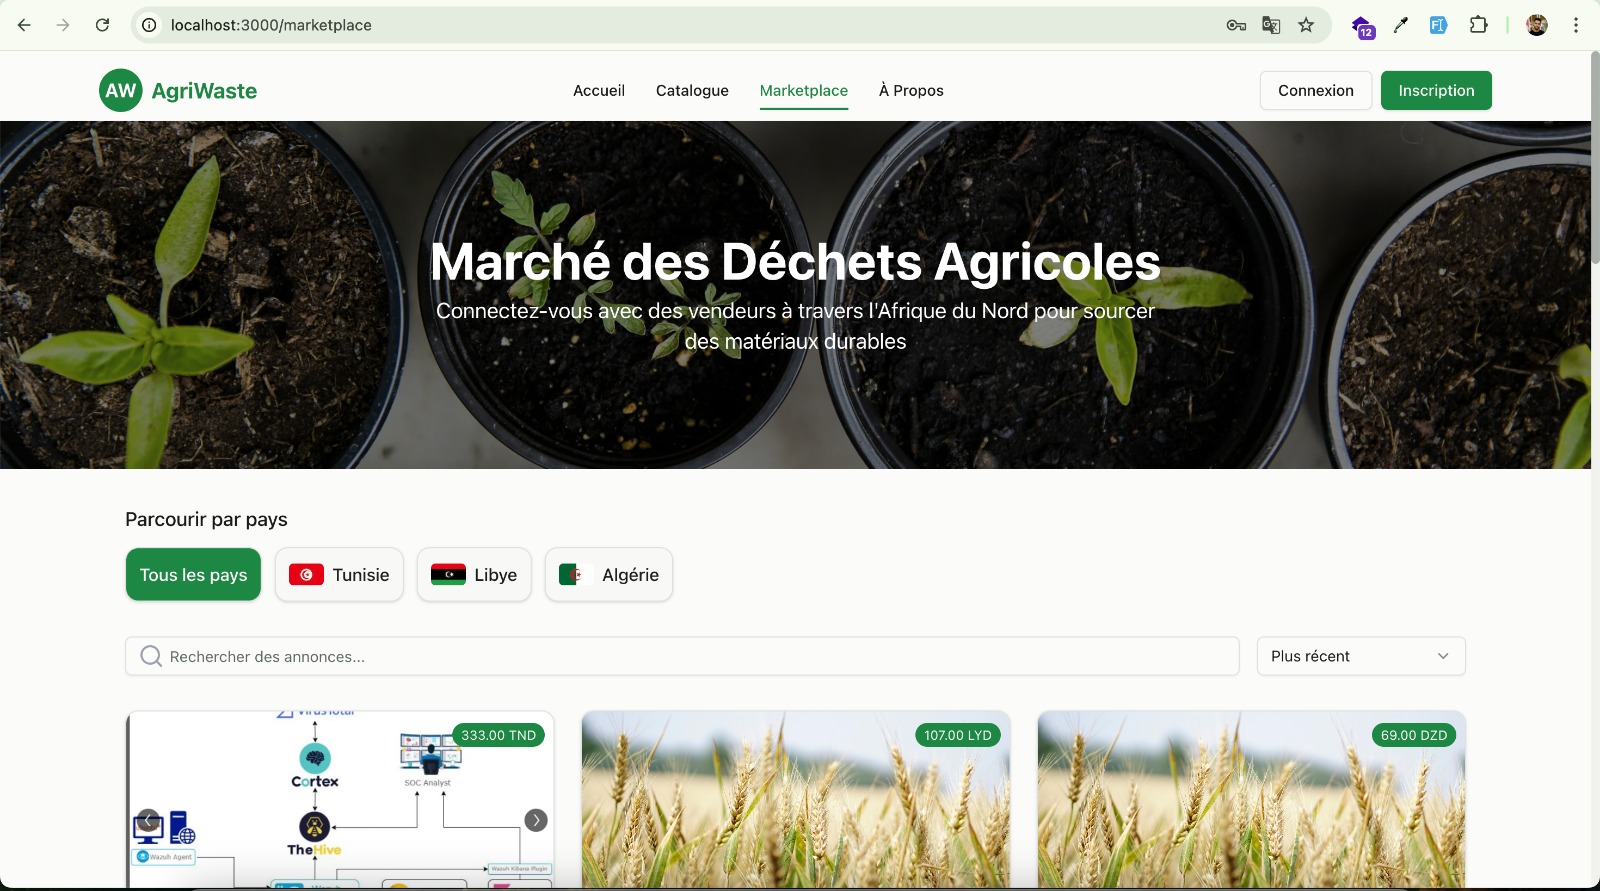 localhost:3000/marketplace
12
AW AgriWaste
Accueil Catalogue Marketplace À Propos
Connexion Inscription
Marché des Déchets Agricoles
Connectez-vous avec des vendeurs à travers l'Afrique du Nord pour sourcer
des matériaux durables
Parcourir par pays
Tous les pays Tunisie Libye Algérie
Rechercher des annonces...
Plus récent
333.00 TND
107.00 LYD
69.00 DZD
Cortex
SOC Analyst
TheHive
Wazuh Agent
Wazuh Kibana Plugin